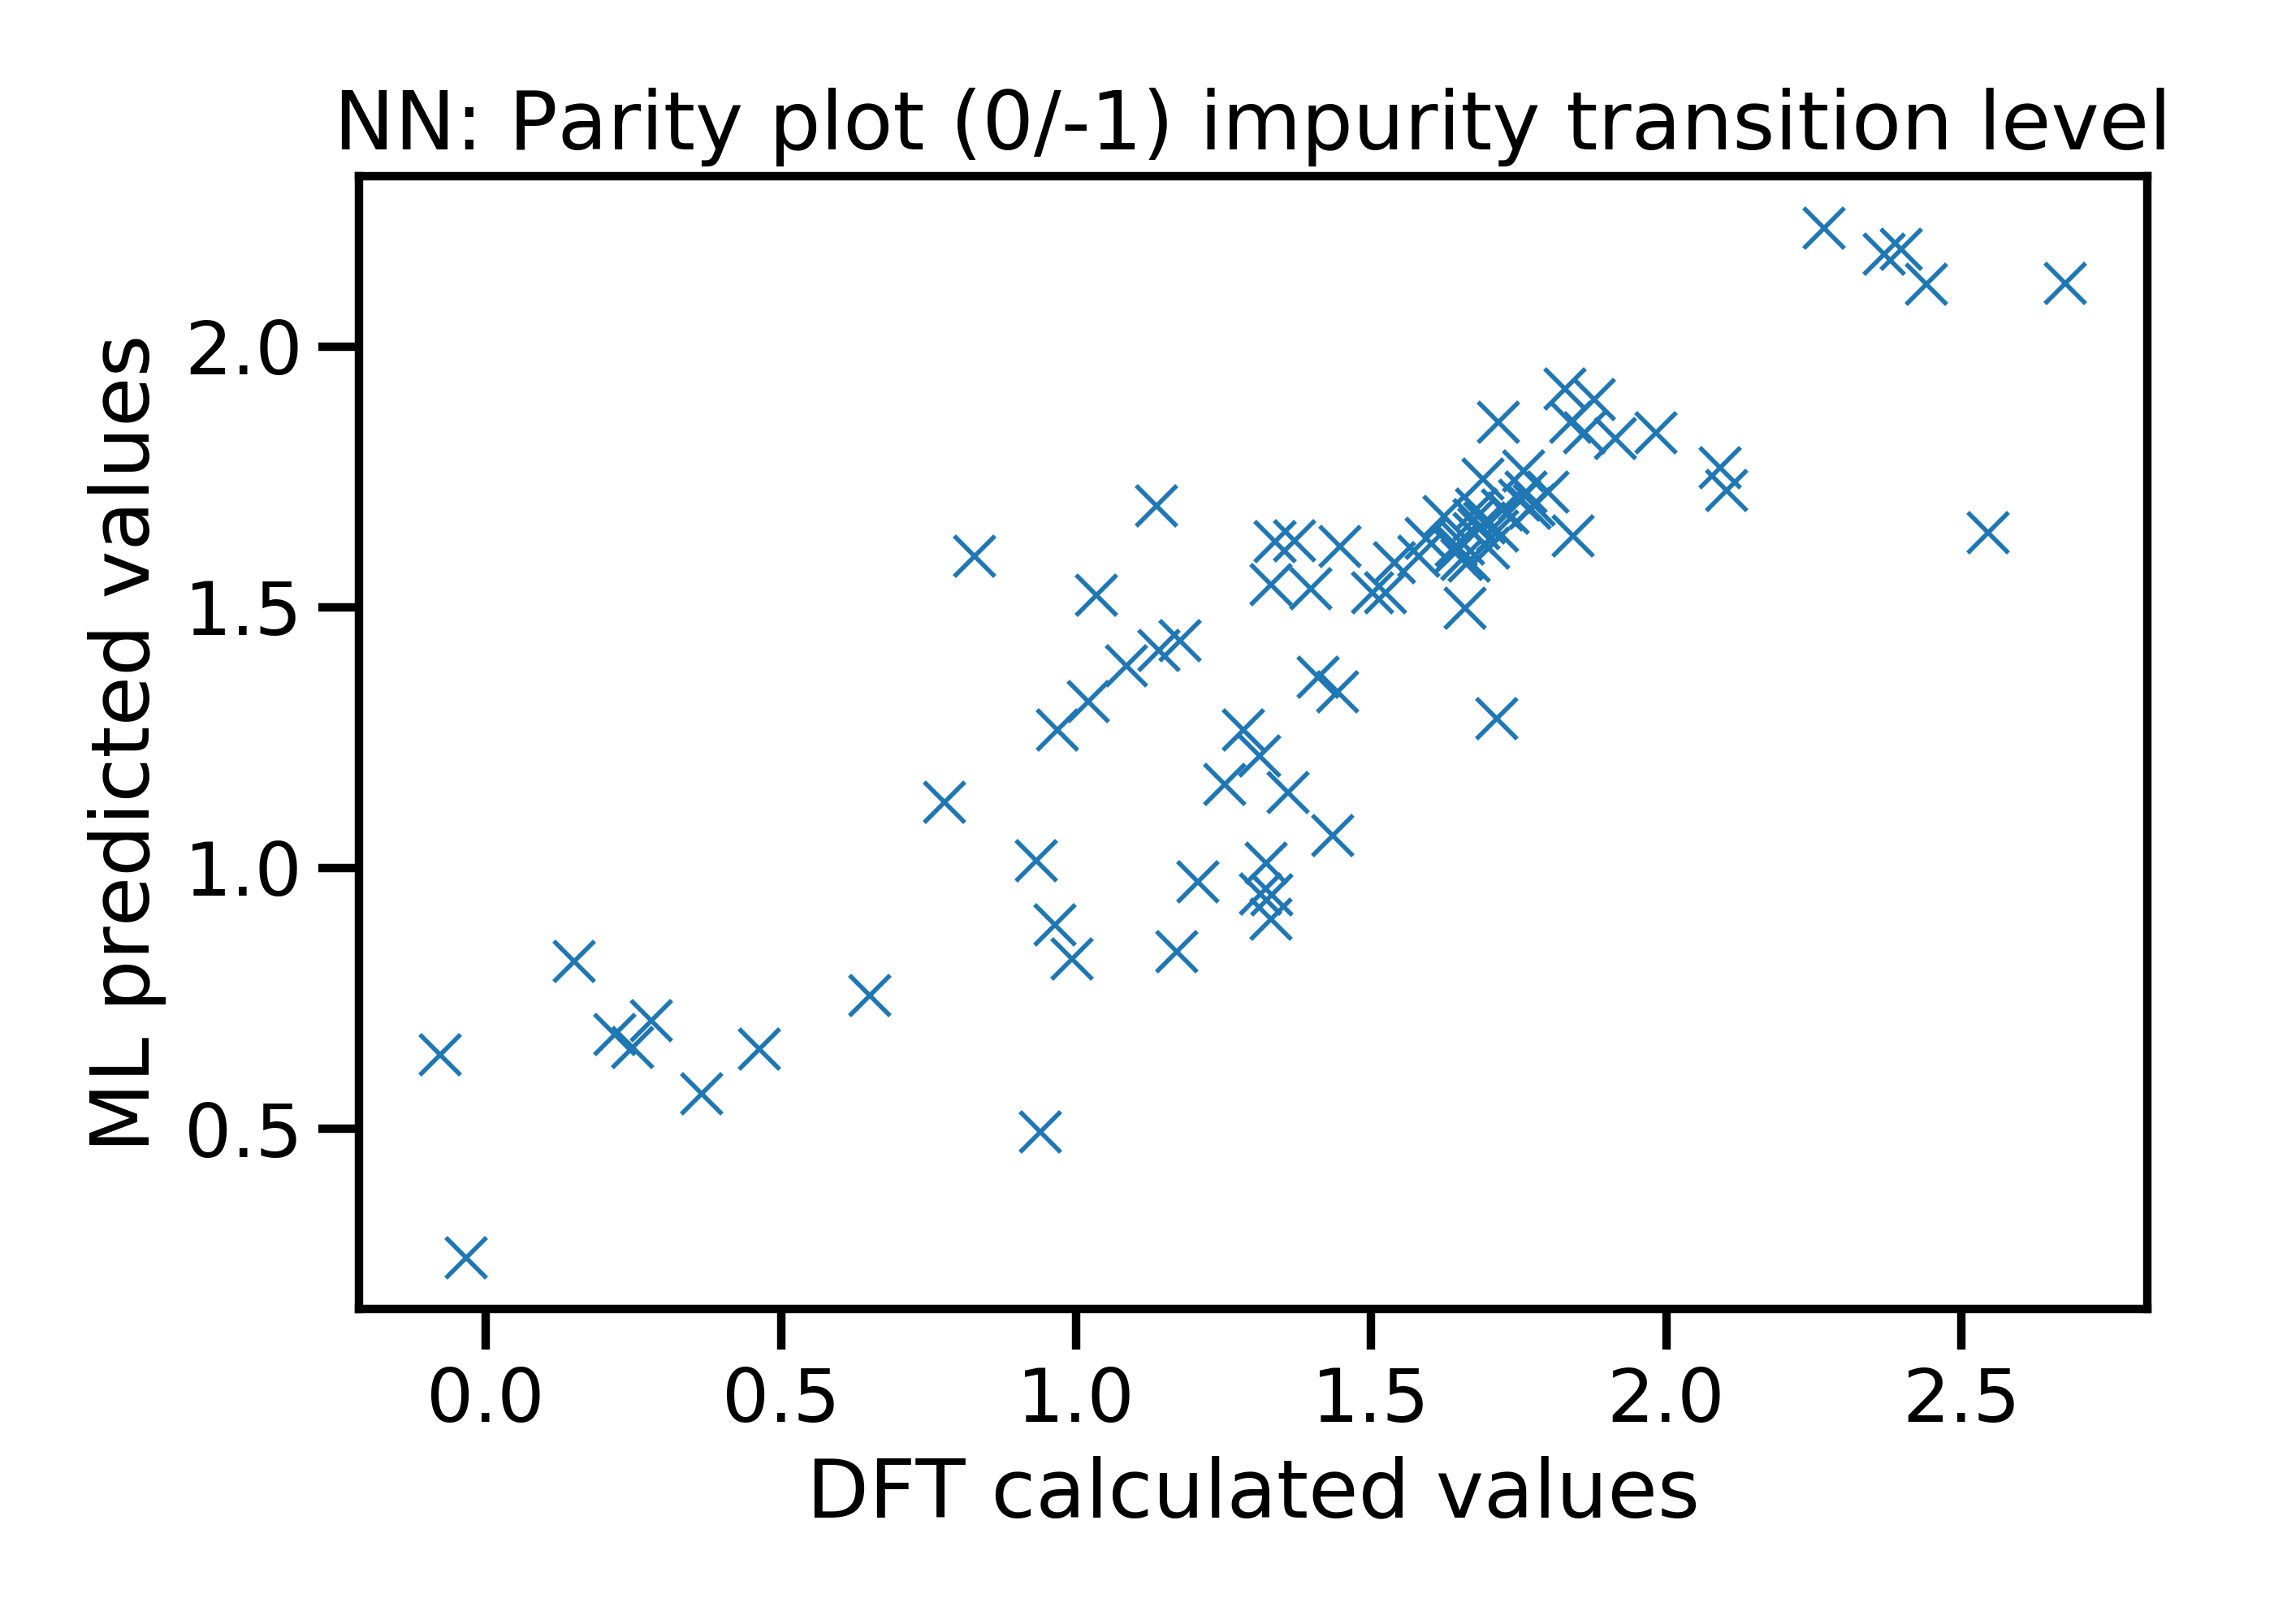 NN: Parity plot (0/-1) impurity transition level
ML predicted values
2.0
1.5
1.0
0.5
0.0 0.5 1.0 1.5 2.0 2.5
DFT calculated values